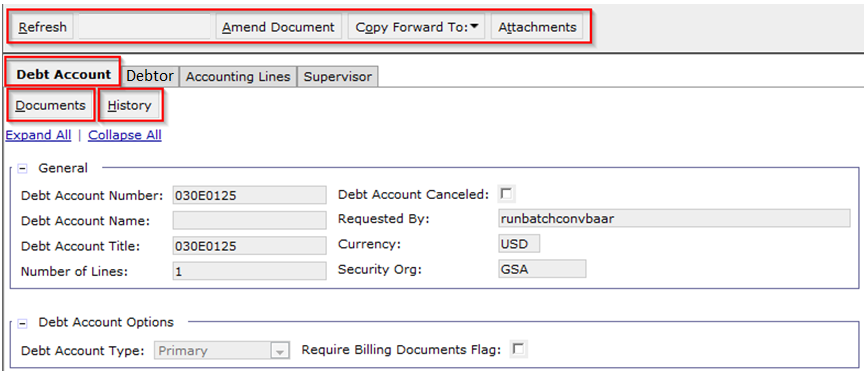 Refresh Amend Document Copy Forward To: Attachments
Debt Account Debtor Accounting Lines Supervisor
Documents History
Expand All | Collapse All
General
Debt Account Number: 030E0125 Debt Account Canceled:
Debt Account Name: Requested By: runbatchconvbaar
Debt Account Title: 030E0125 Currency: USD
Number of Lines: 1 Security Org: GSA
Debt Account Options
Debt Account Type: Primary Require Billing Documents Flag: